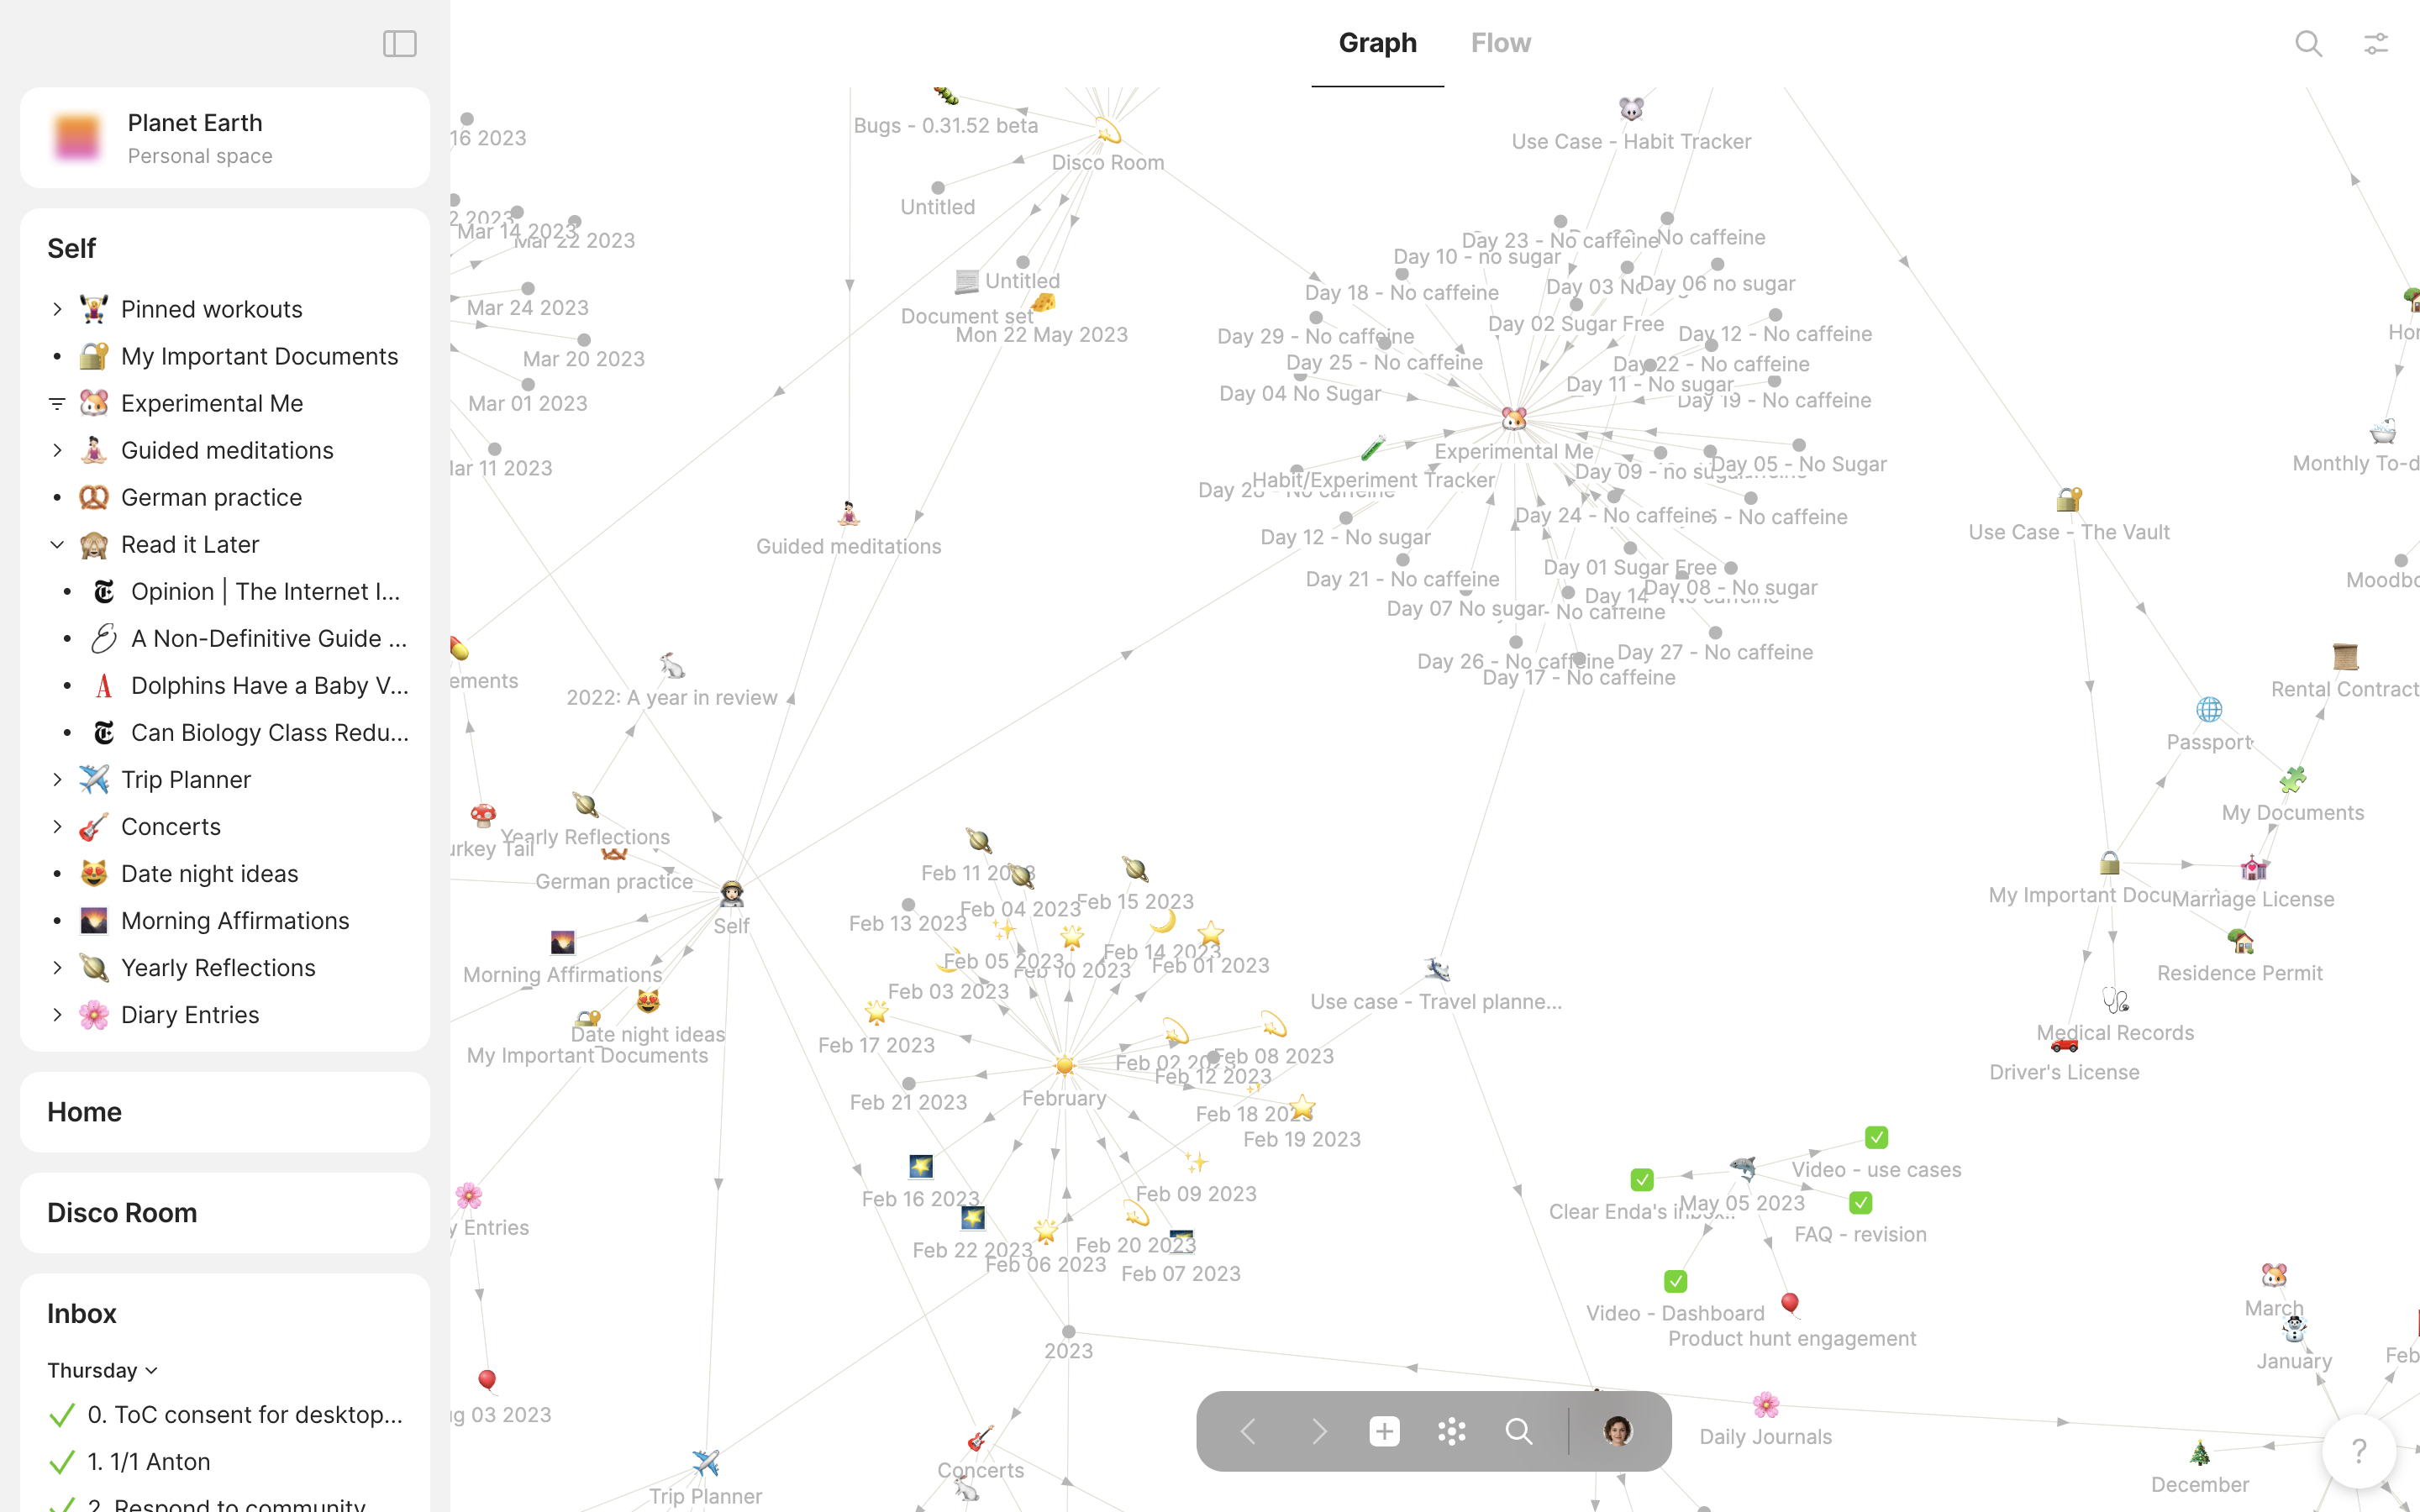 Graph
Flow
Planet Earth
Personal space
Self
Pinned workouts
My Important Documents
Experimental Me
Guided meditations
German practice
Read it Later
Opinion | The Internet I...
A Non-Definitive Guide ...
Dolphins Have a Baby V...
Can Biology Class Redu...
Trip Planner
Concerts
Date night ideas
Morning Affirmations
Yearly Reflections
Diary Entries
Home
Disco Room
Inbox
Thursday
0. ToC consent for desktop...
1. 1/1 Anton
2. Respond to community
16 2023
2 2023
Mar 14 2023
Mar 22 2023
Mar 24 2023
Mar 20 2023
Mar 01 2023
11 2023
Bugs - 0.31.52 beta
Disco Room
Untitled
Untitled
Document set
Mon 22 May 2023
Guided meditations
2022: A year in review
Yearly Reflections
German practice
Self
Morning Affirmations
Date night ideas
My Important Documents
Entries
03 2023
Trip Planner
Use Case - Habit Tracker
Day 23 - No caffeine
No caffeine
Day 10 - no sugar
Day 03
Day 06 no sugar
Day 18 - No caffeine
Day 02 Sugar Free
Day 12 - No caffeine
Day 29 - No caffeine
Day 25 - No caffeine
Day 22 - No caffeine
Day 11 - No sugar
Day 04 No Sugar
Day 19 - No caffeine
Experimental Me
Day 09 - no
Day 05 - No Sugar
Habit/Experiment Tracker
Day 24 - No caffeine
- No caffeine
Day 12 - No sugar
Day 01 Sugar Free
Day 21 - No caffeine
Day 14
Day 08 - No sugar
Day 07 No sugar
- No caffeine
Day 26 - No caffeine
Day 27 - No caffeine
Day 17 - No caffeine
Feb 11 2023
Feb 04 2023
Feb 15 2023
Feb 13 2023
Feb 05 2023
Feb 10 2023
Feb 14 2023
Feb 01 2023
Feb 03 2023
Feb 17 2023
Feb 02 2023
Feb 08 2023
Feb 12 2023
Feb 21 2023
February
Feb 18 2023
Feb 19 2023
Feb 16 2023
Feb 09 2023
Feb 22 2023
Feb 06 2023
Feb 20 2023
Feb 07 2023
2023
Concerts
Use case - Travel planne...
Use Case - The Vault
Monthly
Rental Contract
Passport
My Documents
My Important
Marriage License
Residence Permit
Medical Records
Driver's License
Video - use cases
May 05 2023
Clear Enda's
FAQ - revision
Video - Dashboard
Product hunt engagement
Daily Journals
March
January
Feb
December
?